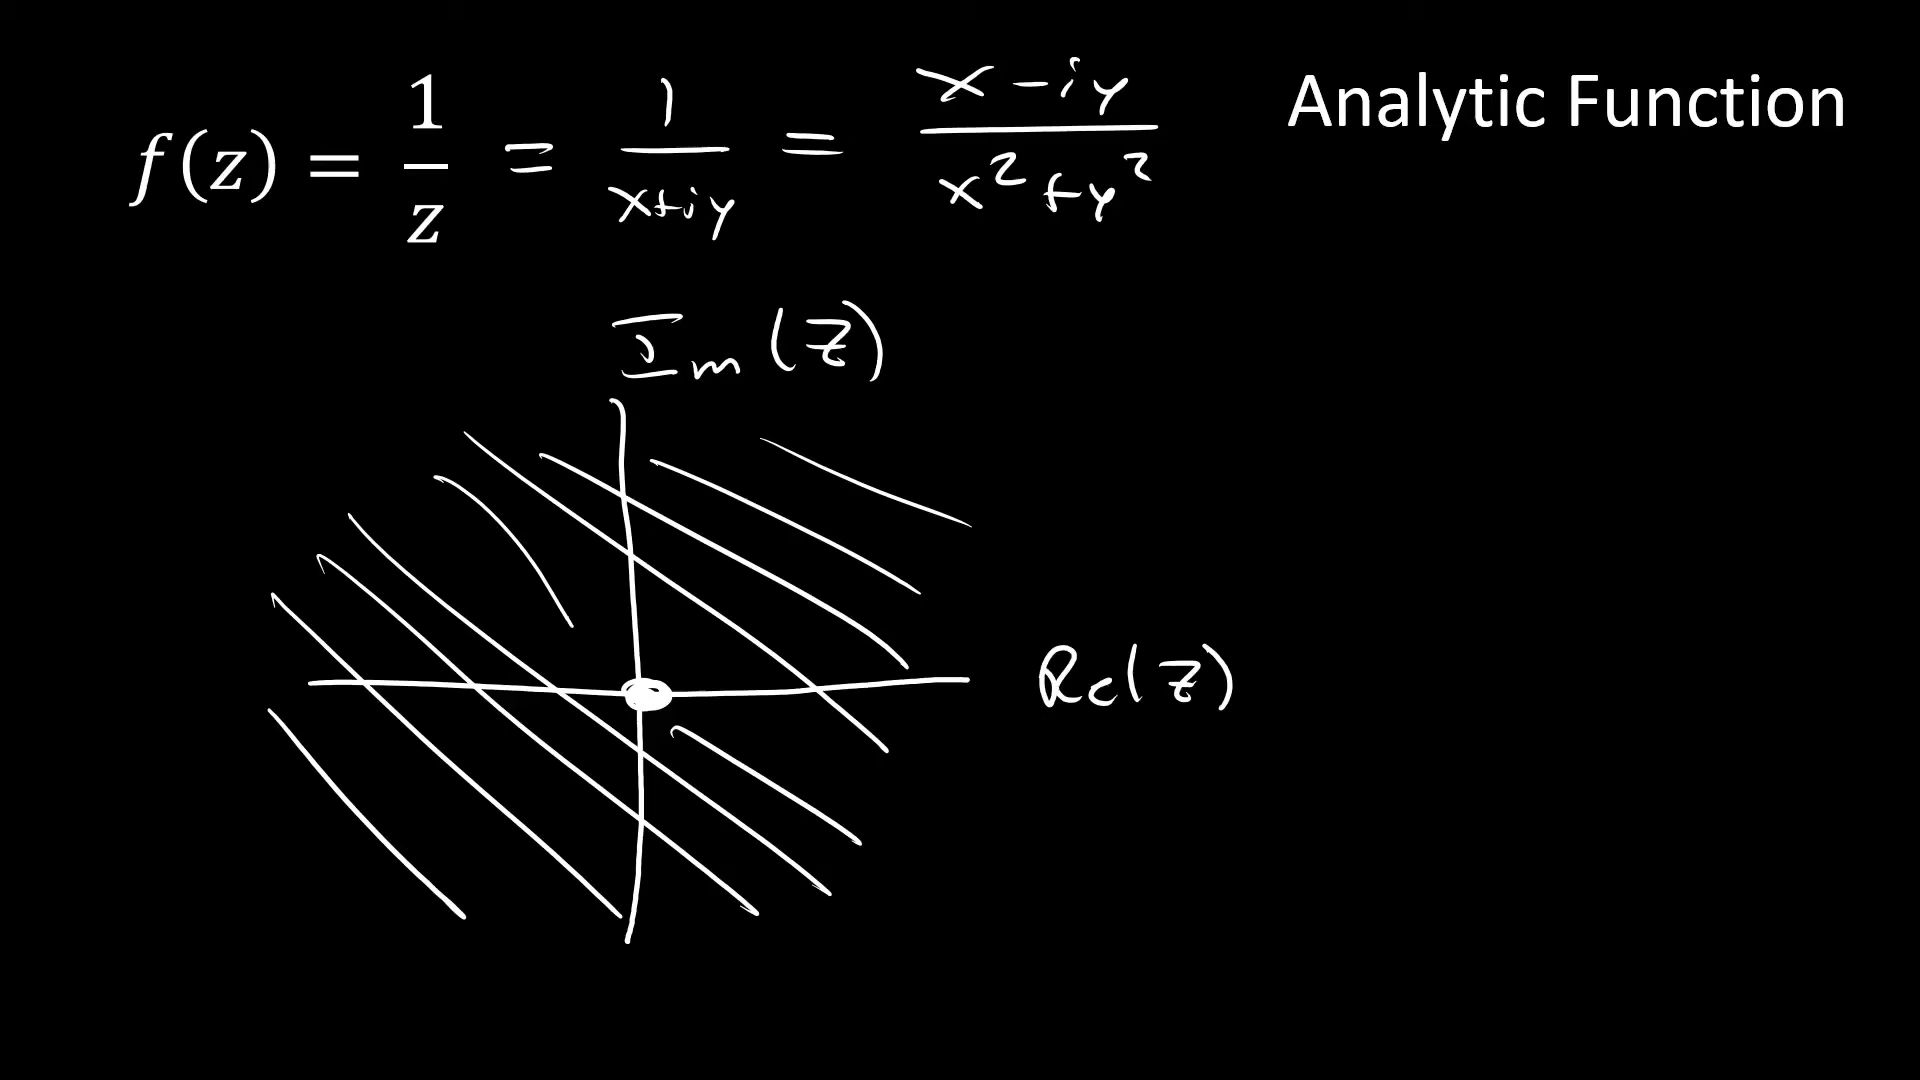 f(z) = 1/z = 1/(x+iy) = (x-iy)/(x²+y²)
Analytic Function
Im(z)
Re(z)